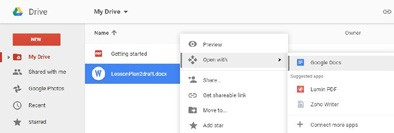 Drive
My Drive
NEW
Name
Owner
My Drive
Shared with me
Google Photos
Recent
Starred
Getting started
LessonPlan2draft.docx
Preview
Open with
Share...
Get shareable link
Move to...
Add star
Google Docs
Suggested apps
Lumin PDF
Zoho Writer
Connect more apps